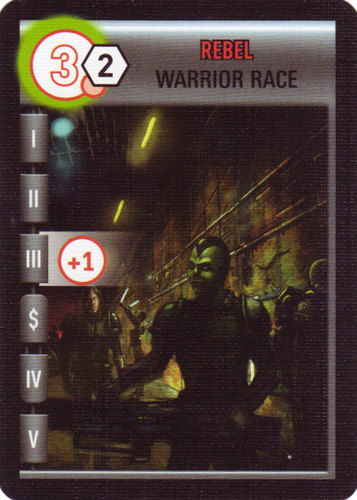 3 2
REBEL
WARRIOR RACE
I
II
III +1
$
IV
V